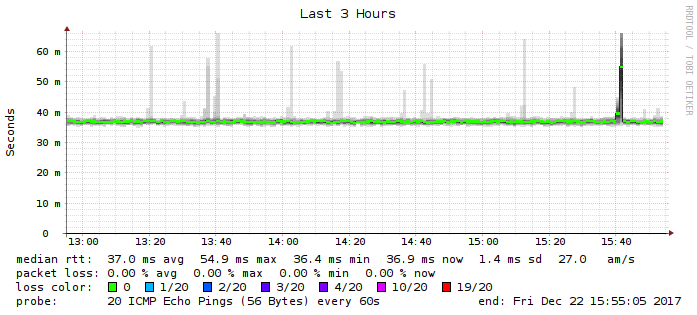 Last 3 Hours
RRDTOOL / TOBI OETIKER
Seconds
60 m
50 m
40 m
30 m
20 m
10 m
0
13:00 13:20 13:40 14:00 14:20 14:40 15:00 15:20 15:40
median rtt: 37.0 ms avg 54.9 ms max 36.4 ms min 36.9 ms now 1.4 ms sd 27.0 am/s
packet loss: 0.00 % avg 0.00 % max 0.00 % min 0.00 % now
loss color: 0 1/20 2/20 3/20 4/20 10/20 19/20
probe: 20 ICMP Echo Pings (56 Bytes) every 60s end: Fri Dec 22 15:55:05 2017